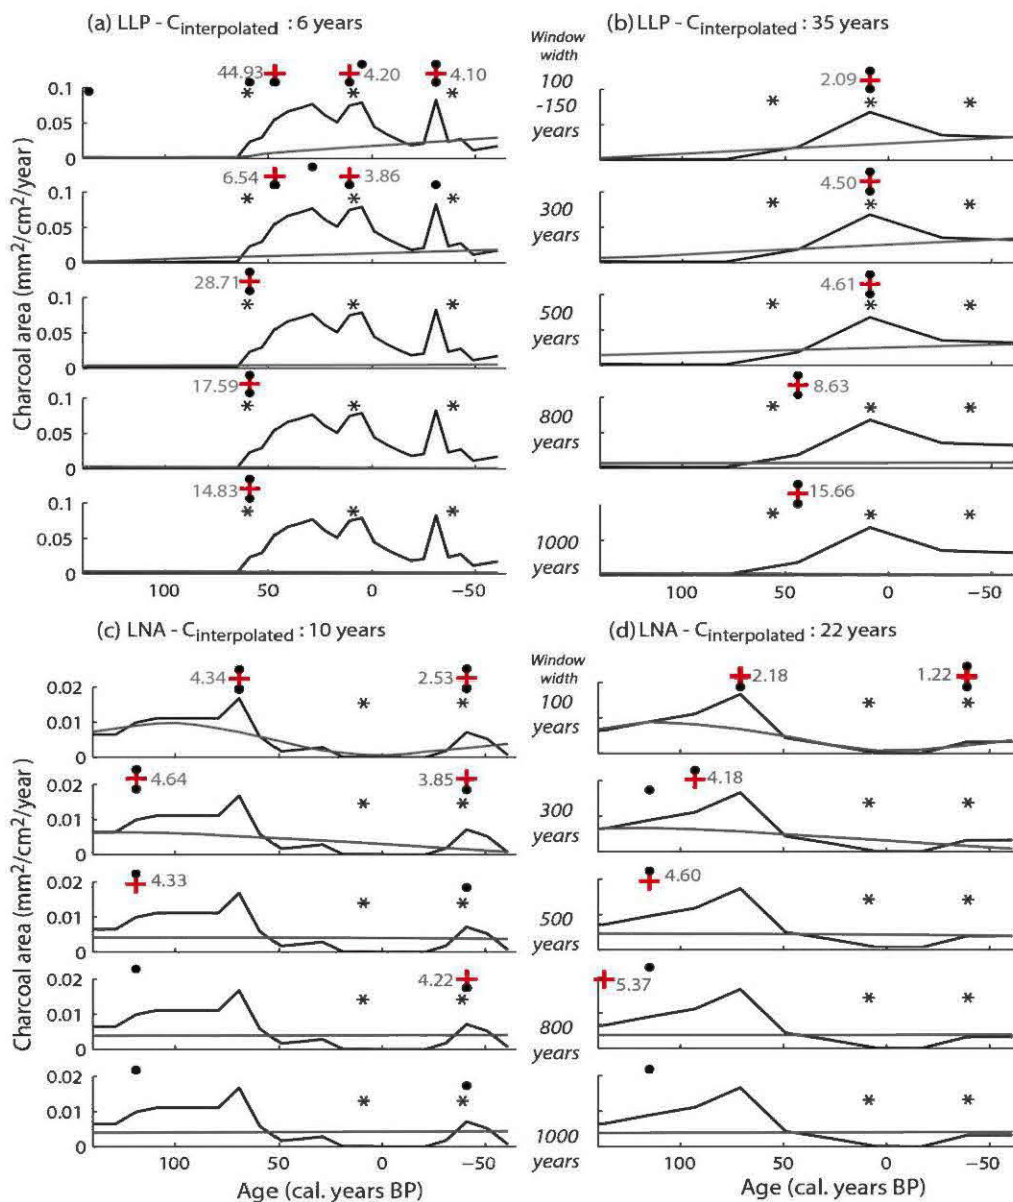 (a) LLP - Cinterpolated : 6 years
(b) LLP - Cinterpolated : 35 years
Window
width
44.93 4.20 4.10
100
-150
years
2.09
0.1
0.05
0
6.54 3.86
300
years
4.50
0.1
0.05
0
28.71
500
years
4.61
0.1
0.05
0
17.59
800
years
8.63
0.1
0.05
0
14.83
1000
years
15.66
0.1
0.05
0
Charcoal area (mm²/cm²/year)
100 50 0 −50
100 50 0 −50
(c) LNA - Cinterpolated : 10 years
(d) LNA - Cinterpolated : 22 years
Window
width
4.34 2.53
100
years
2.18 1.22
0.02
0.01
0
4.64 3.85
300
years
4.18
0.02
0.01
0
4.33
500
years
4.60
0.02
0.01
0
4.22
800
years
5.37
0.02
0.01
0
1000
years
0.02
0.01
0
Charcoal area (mm²/cm²/year)
100 50 0 −50
100 50 0 −50
Age (cal. years BP)
Age (cal. years BP)